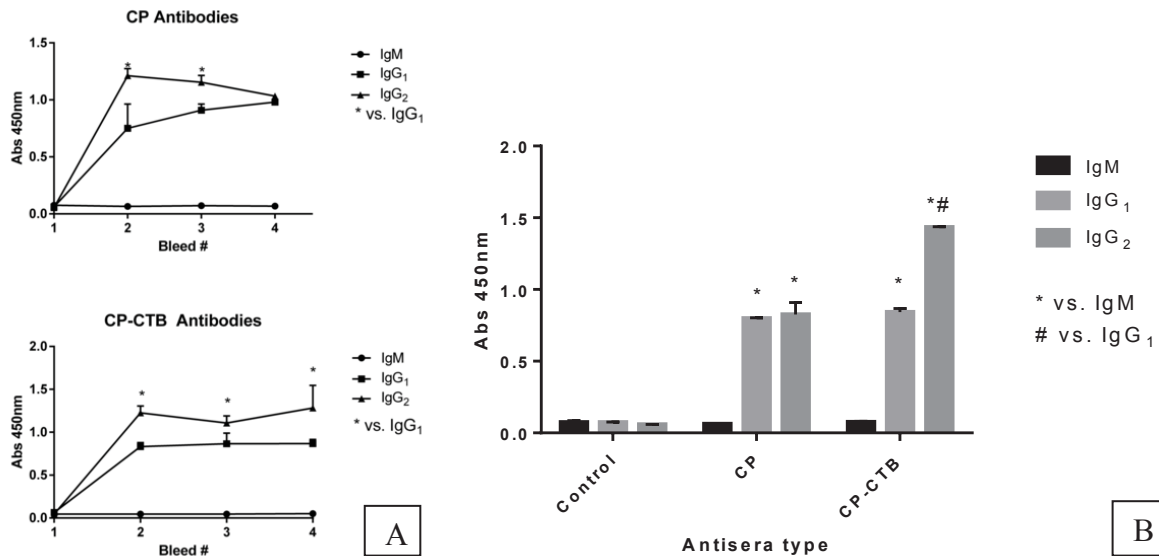 CP Antibodies
1.5
1.0
0.5
0.0
Abs 450nm
1 2 3 4
Bleed #
* *
IgM
IgG1
IgG2
* vs. IgG1
CP-CTB Antibodies
2.0
1.5
1.0
0.5
0.0
Abs 450nm
1 2 3 4
Bleed #
* * *
IgM
IgG1
IgG2
* vs. IgG1
A
2.0
1.5
1.0
0.5
0.0
Abs 450nm
* * * *#
Control CP CP-CTB
Antisera type
IgM
IgG1
IgG2
* vs. IgM
# vs. IgG1
B